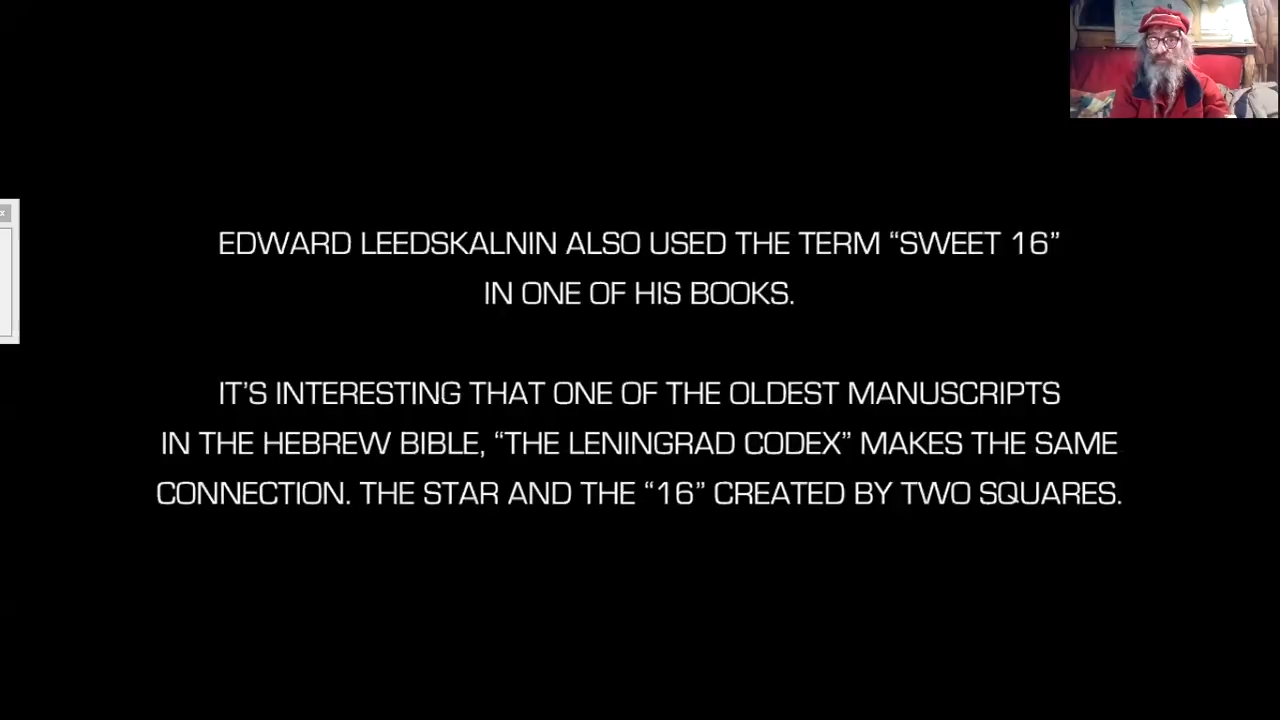 EDWARD LEEDSKALNIN ALSO USED THE TERM “SWEET 16”
IN ONE OF HIS BOOKS.
IT’S INTERESTING THAT ONE OF THE OLDEST MANUSCRIPTS
IN THE HEBREW BIBLE, “THE LENINGRAD CODEX” MAKES THE SAME
CONNECTION. THE STAR AND THE “16” CREATED BY TWO SQUARES.